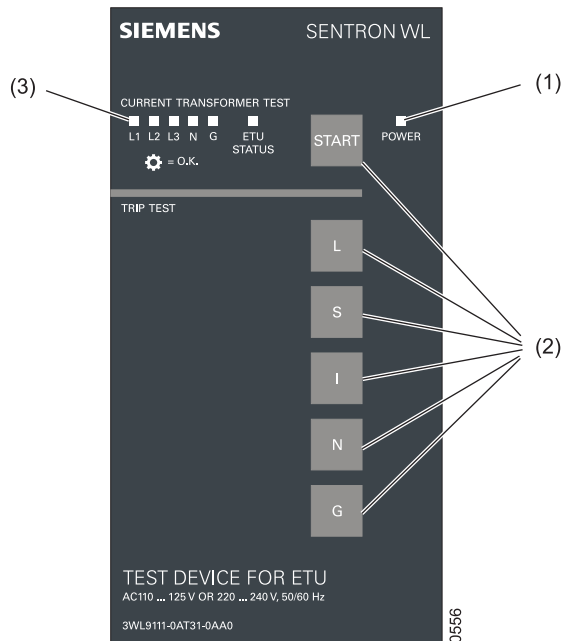 SIEMENS SENTRON WL
(3) (1)
CURRENT TRANSFORMER TEST
L1 L2 L3 N G ETU STATUS START POWER
= O.K.
TRIP TEST
L
S
(2)
I
N
G
TEST DEVICE FOR ETU
AC110 ... 125 V OR 220 ... 240 V, 50/60 Hz
3WL9111-0AT31-0AA0
0556